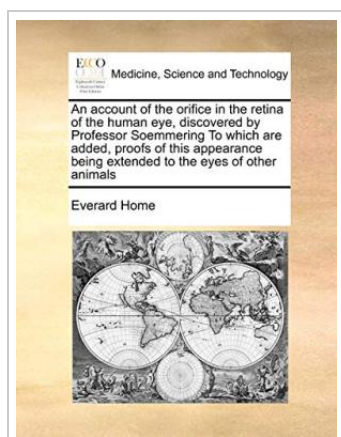 ECCO
Medicine, Science and Technology
An account of the orifice in the retina
of the human eye, discovered by
Professor Soemmering To which are
added, proofs of this appearance
being extended to the eyes of other
animals
Everard Home